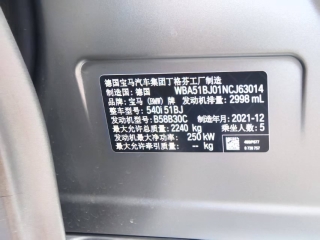 德国宝马汽车集团丁格芬工厂制造
制造国: 德国 WBA51BJ01NCJ63014
品牌: 宝马 (BMW) 牌 发动机排量: 2998 mL
整车型号: 540i 51BJ
发动机型号: B58B30C 制造年月: 2021-12
最大允许总质量: 2240 kg 乘坐人数: 5
发动机最大净功率: 250 kW
最大允许牵引质量: -- kg